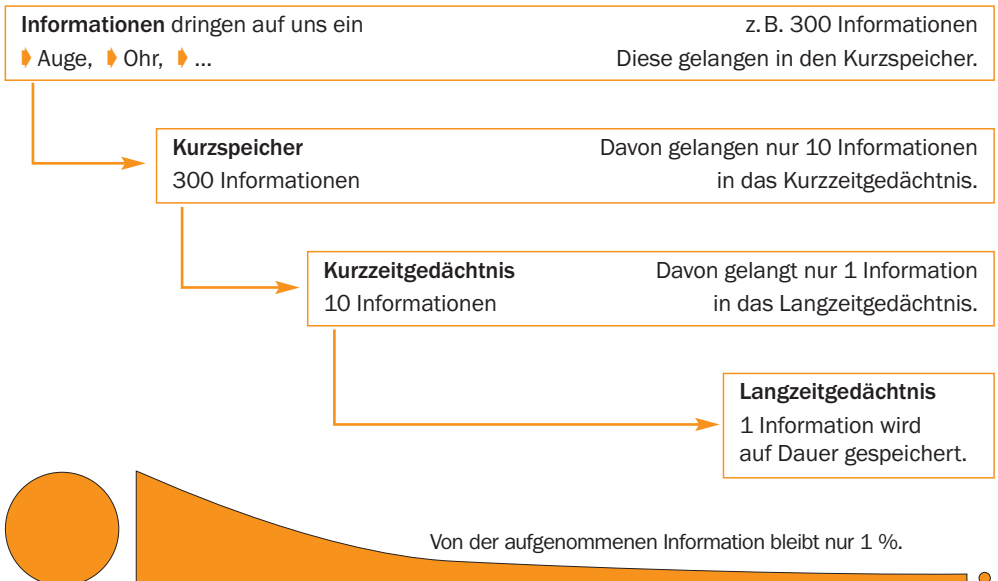 Informationen dringen auf uns ein
z. B. 300 Informationen
Auge, Ohr, ...
Diese gelangen in den Kurzspeicher.
Kurzspeicher
Davon gelangen nur 10 Informationen
300 Informationen
in das Kurzzeitgedächtnis.
Kurzzeitgedächtnis
Davon gelangt nur 1 Information
10 Informationen
in das Langzeitgedächtnis.
Langzeitgedächtnis
1 Information wird
auf Dauer gespeichert.
Von der aufgenommenen Information bleibt nur 1 %.